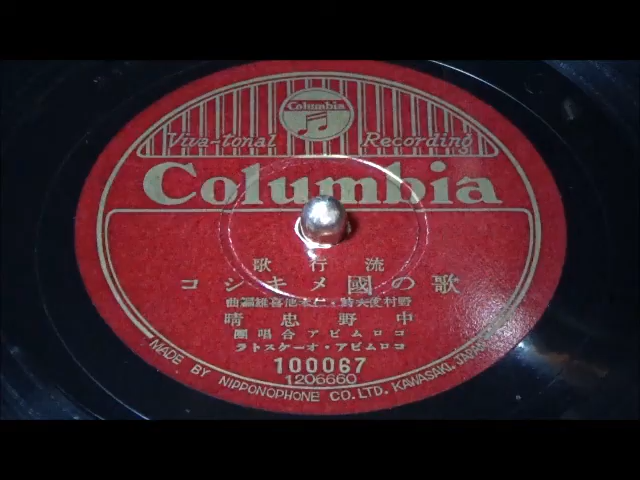 Columbia
Viva-tonal Recording
Columbia
流行歌
歌の國メキシコ
野村俊夫詩・仁木他喜雄編曲
中野忠晴
コロムビア合唱團
コロムビア・オーケストラ
100067
1206660
MADE BY NIPPONOPHONE CO. LTD. KAWASAKI, JAPAN